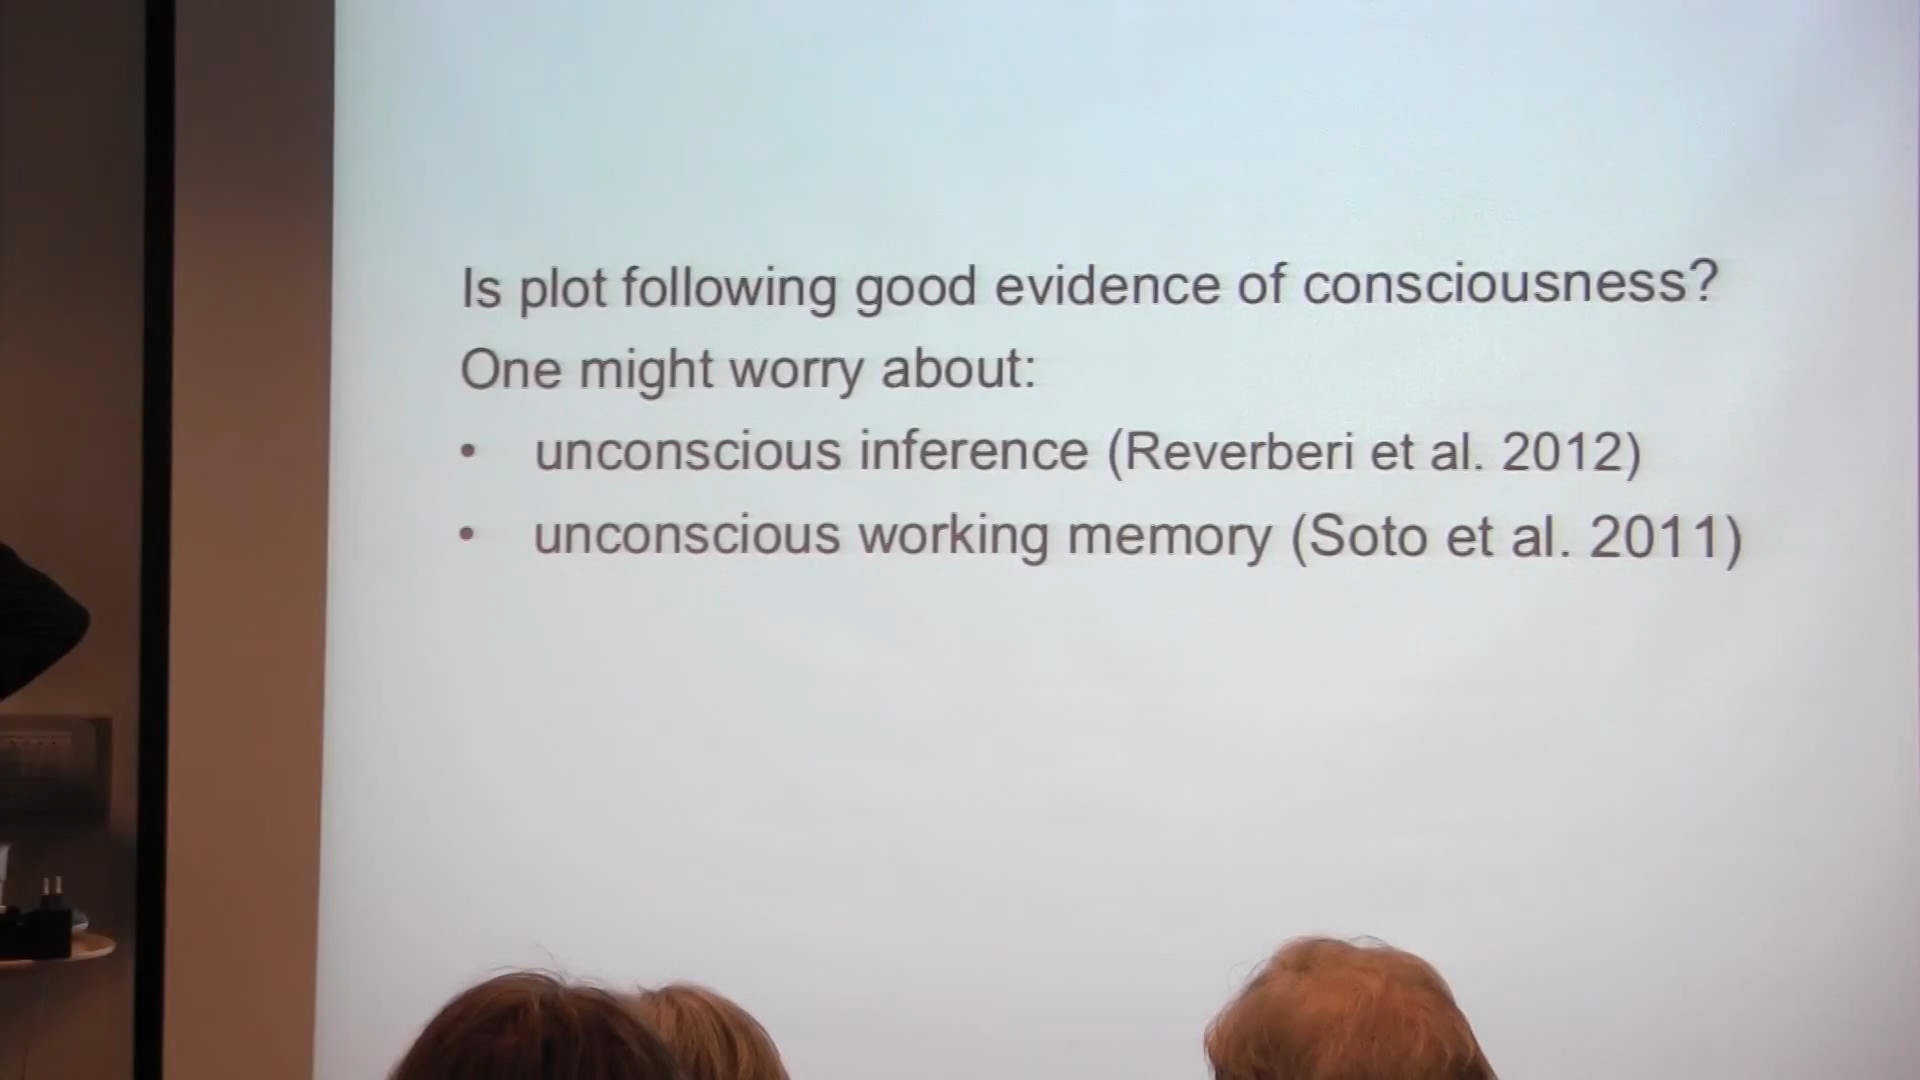 Is plot following good evidence of consciousness?
One might worry about:
• unconscious inference (Reverberi et al. 2012)
• unconscious working memory (Soto et al. 2011)